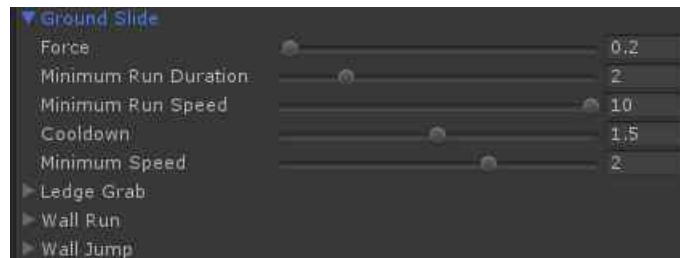 Ground Slide
Force 0.2
Minimum Run Duration 2
Minimum Run Speed 10
Cooldown 1.5
Minimum Speed 2
Ledge Grab
Wall Run
Wall Jump